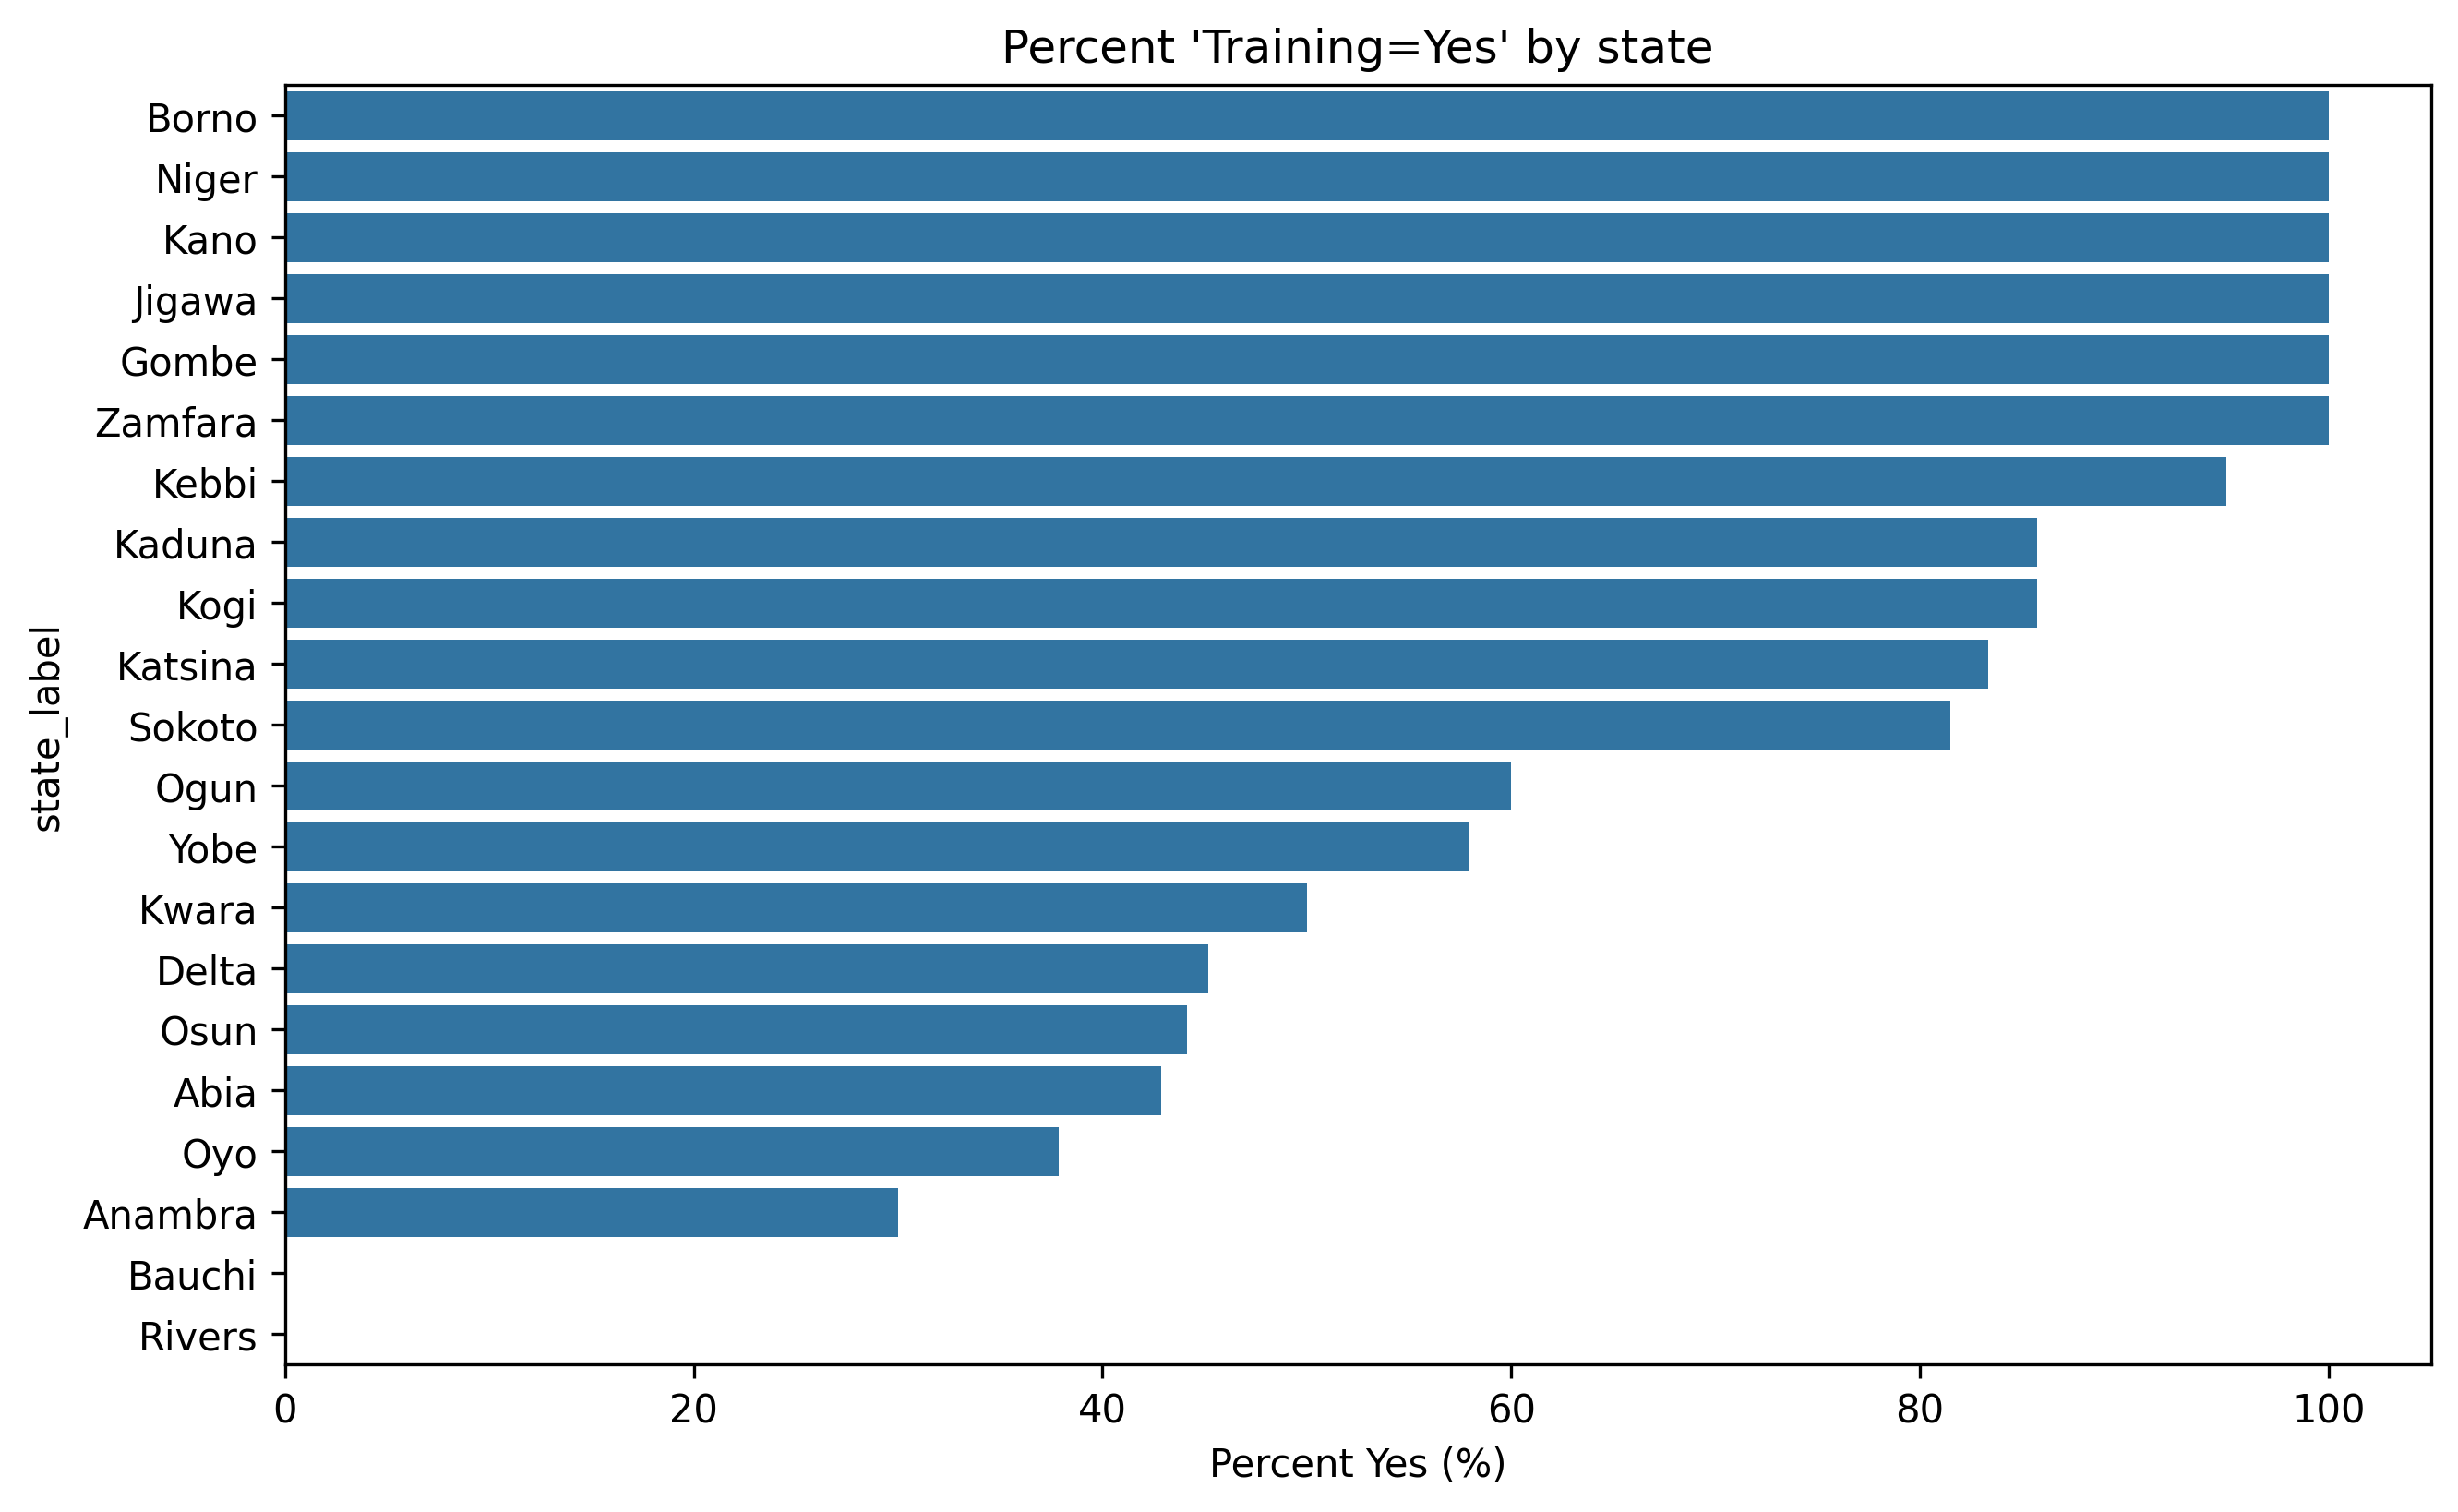 Percent 'Training=Yes' by state
state_label
Borno
Niger
Kano
Jigawa
Gombe
Zamfara
Kebbi
Kaduna
Kogi
Katsina
Sokoto
Ogun
Yobe
Kwara
Delta
Osun
Abia
Oyo
Anambra
Bauchi
Rivers
0 20 40 60 80 100
Percent Yes (%)